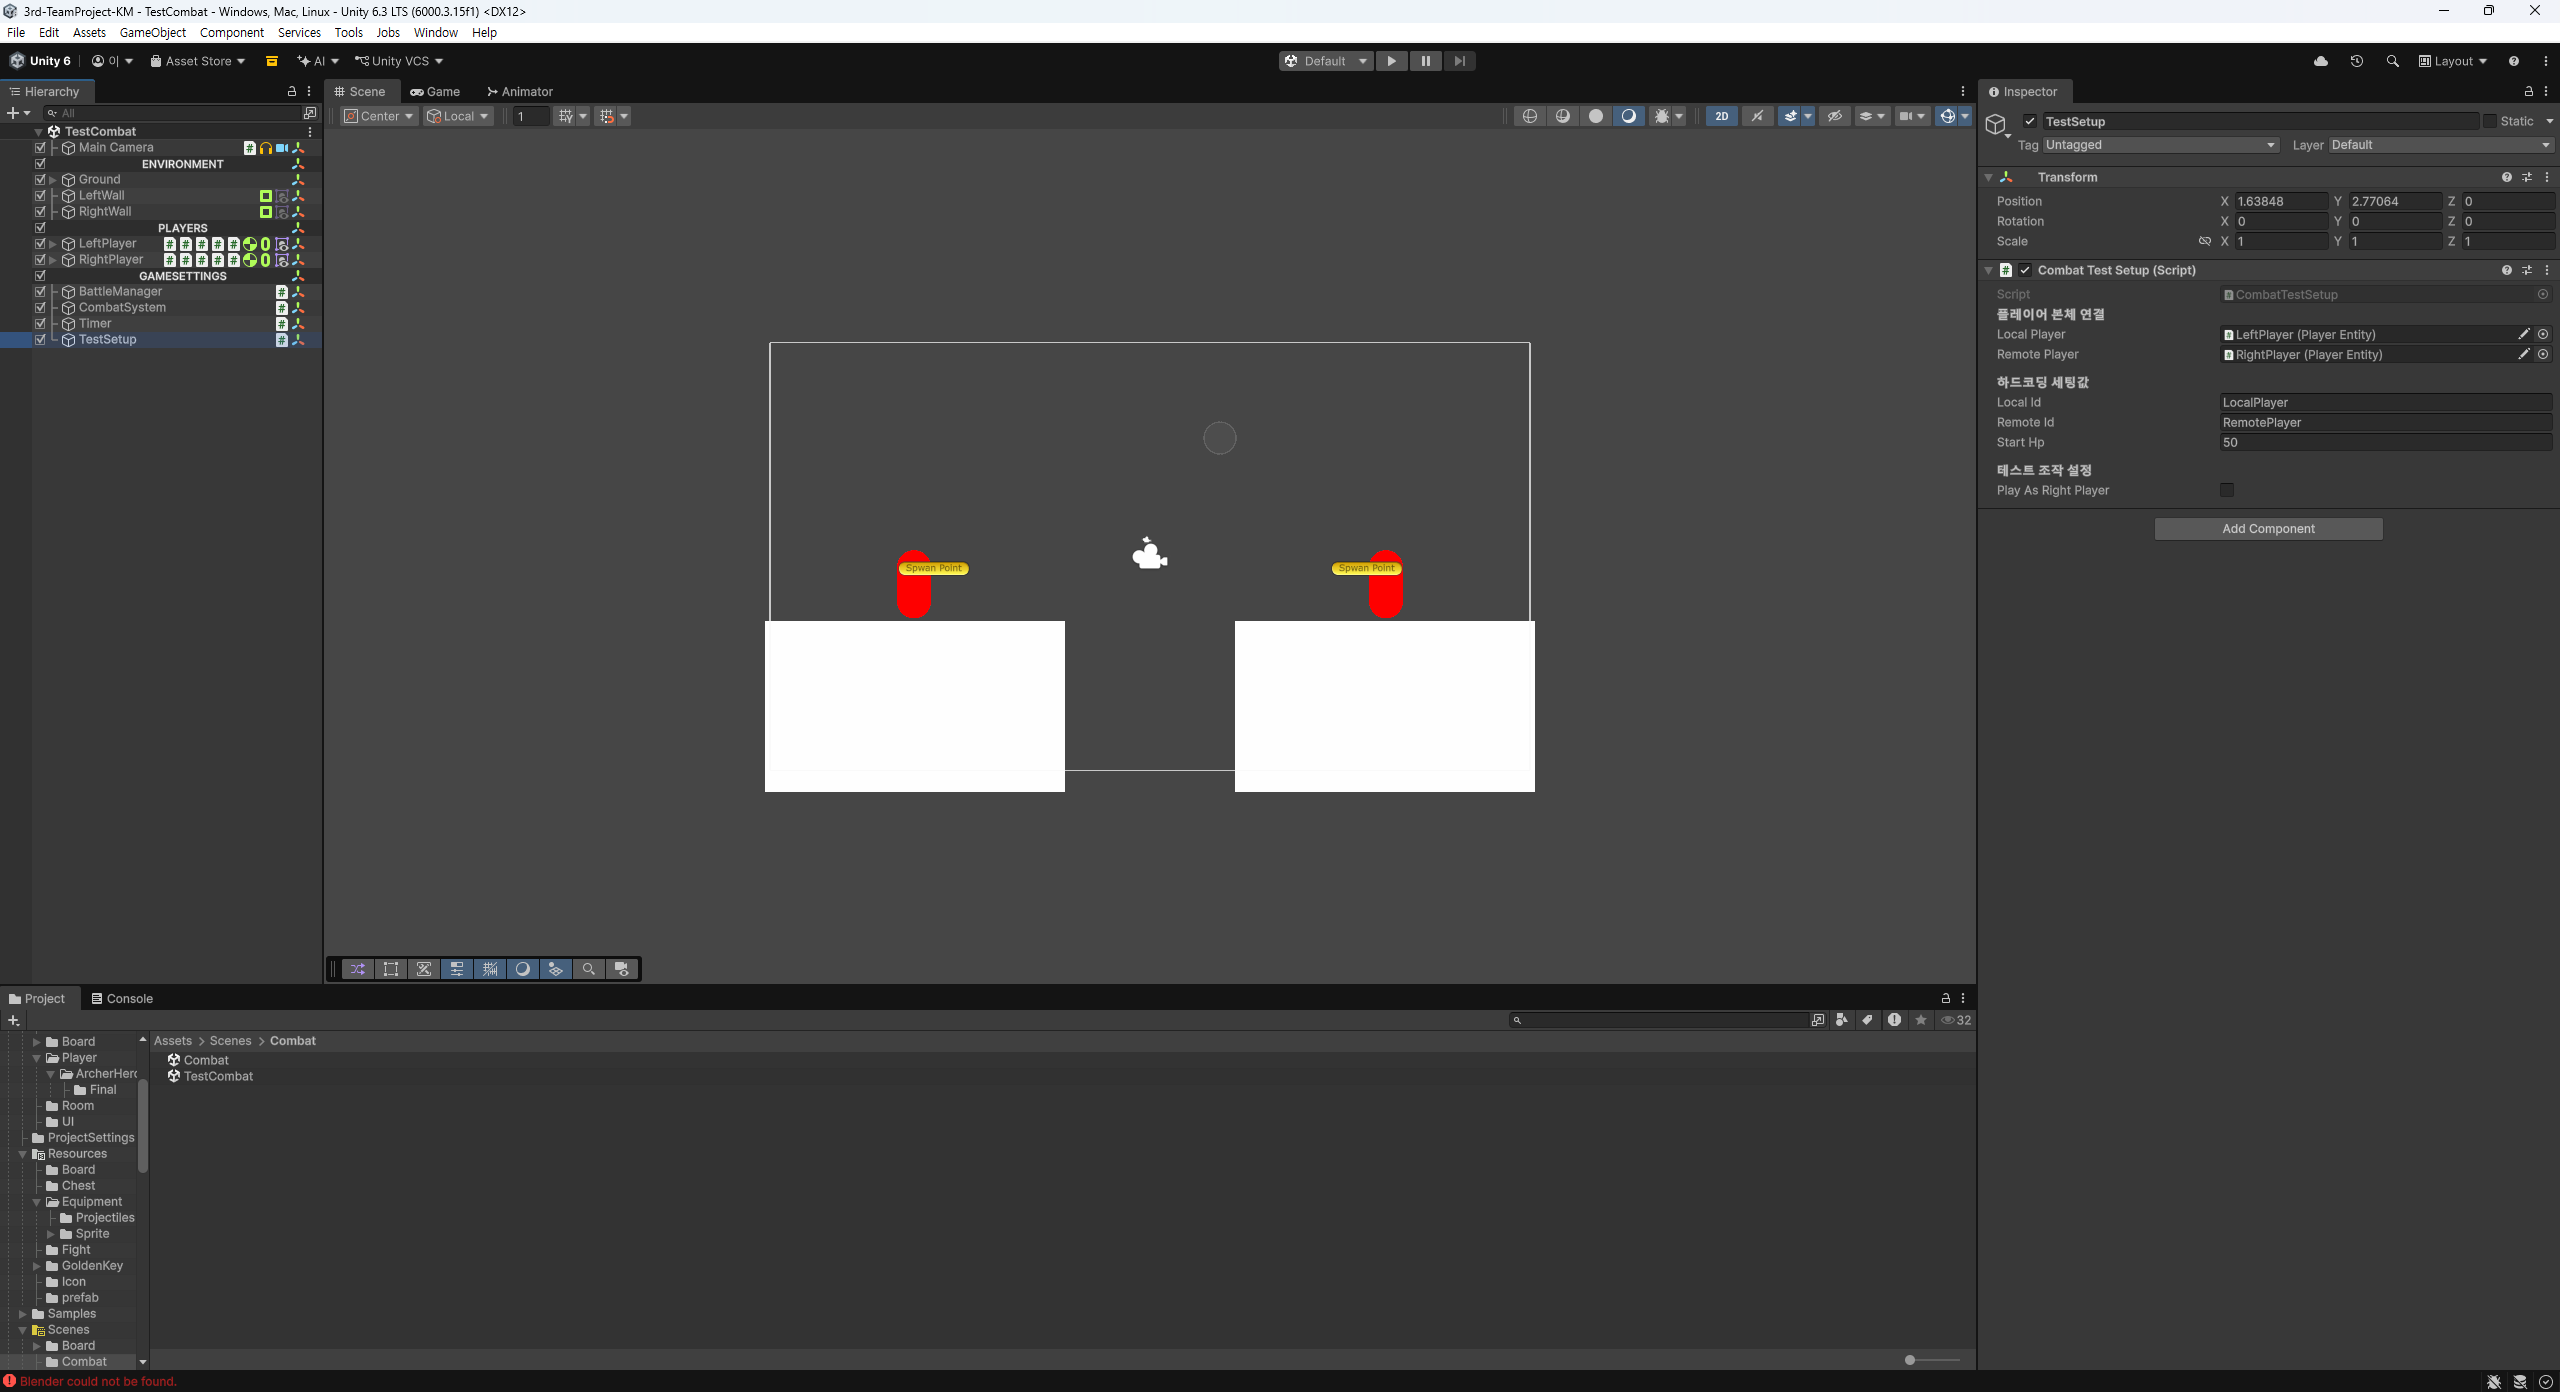 3rd-TeamProject-KM - TestCombat - Windows, Mac, Linux - Unity 6.3 LTS (6000.3.15f1) <DX12>
File Edit Assets GameObject Component Services Tools Jobs Window Help
Unity 6 0| Asset Store AI Unity VCS Default Layout
Hierarchy
All
TestCombat
Main Camera
ENVIRONMENT
Ground
LeftWall
RightWall
PLAYERS
LeftPlayer
RightPlayer
GAMESETTINGS
BattleManager
CombatSystem
Timer
TestSetup
Scene Game Animator
Center Local 1 2D
Spwan Point Spwan Point
Inspector
TestSetup Static
Tag Untagged Layer Default
Transform
Position X 1.63848 Y 2.77064 Z 0
Rotation X 0 Y 0 Z 0
Scale X 1 Y 1 Z 1
Combat Test Setup (Script)
Script CombatTestSetup
플레이어 본체 연결
Local Player LeftPlayer (Player Entity)
Remote Player RightPlayer (Player Entity)
하드코딩 세팅값
Local Id LocalPlayer
Remote Id RemotePlayer
Start Hp 50
테스트 조작 설정
Play As Right Player
Add Component
Project Console
32
Board
Player
ArcherHerc
Final
Room
UI
ProjectSettings
Resources
Board
Chest
Equipment
Projectiles
Sprite
Fight
GoldenKey
Icon
prefab
Samples
Scenes
Board
Combat
Assets > Scenes > Combat
Combat
TestCombat
Blender could not be found.